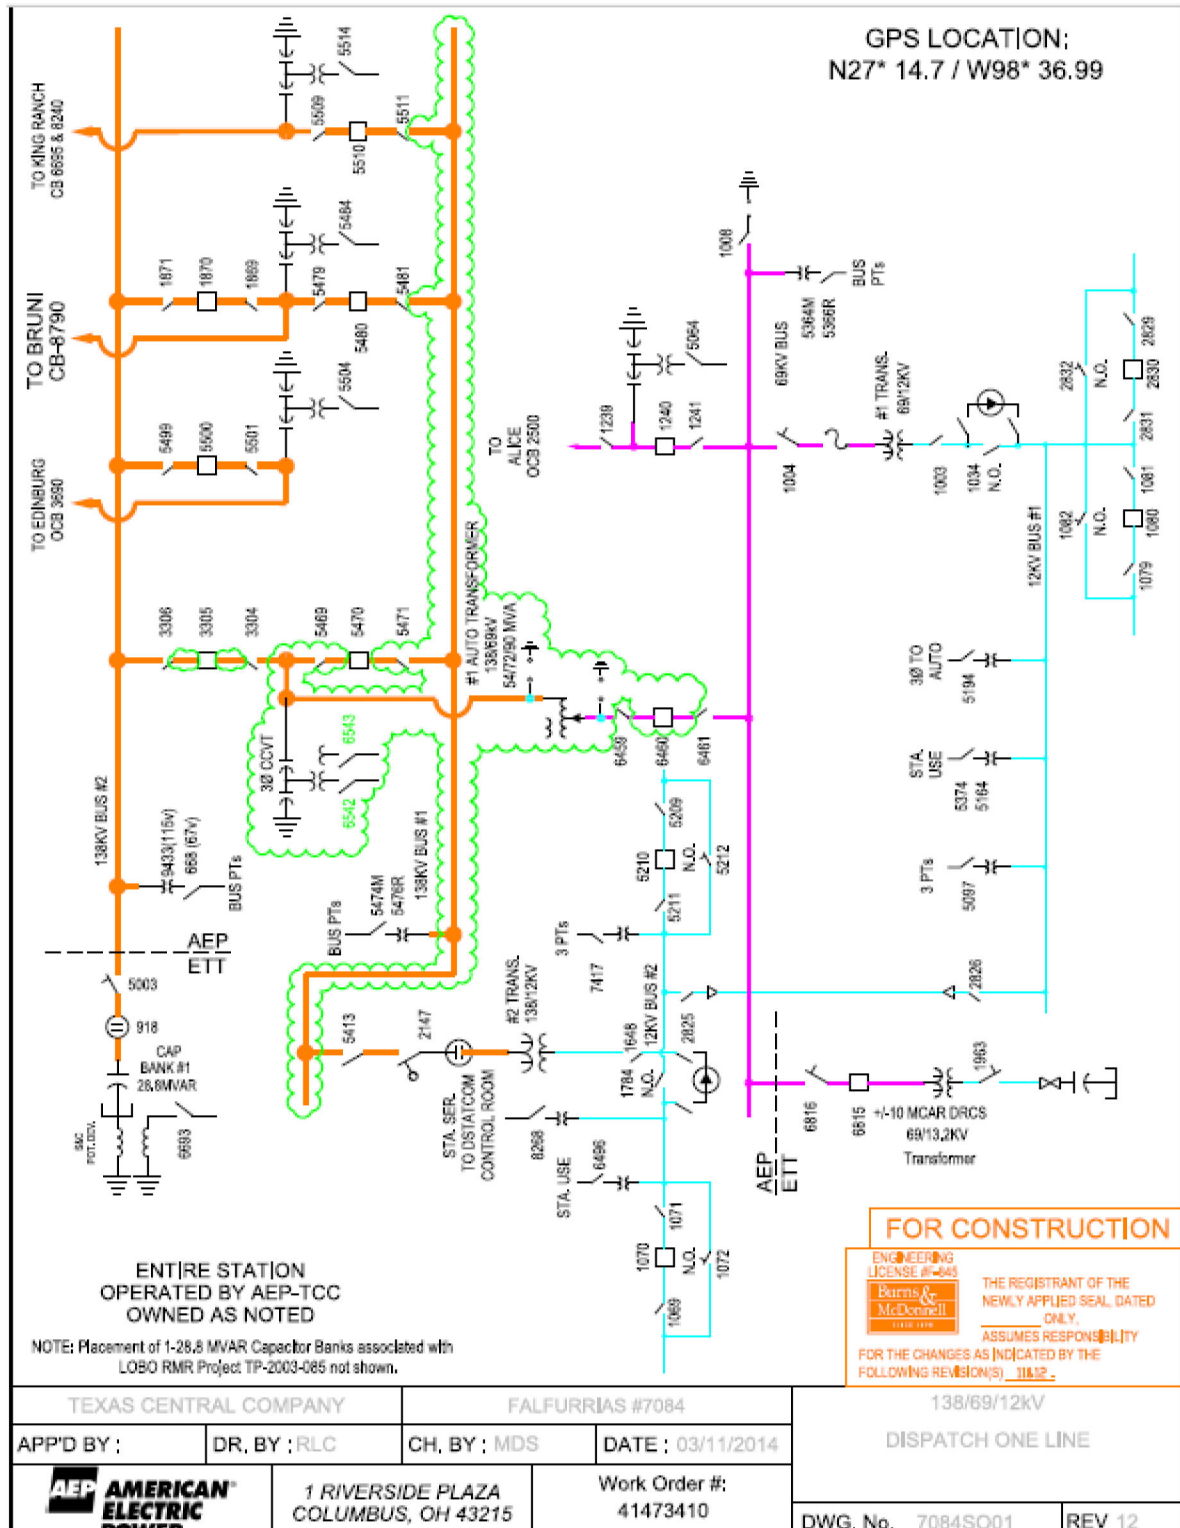 GPS LOCATION:
N27* 14.7 / W98* 36.99
TO KING RANCH
CB 6695 & 8240
5514
5509
5511
5510
TO BRUNI
CB-8790
1871
1870
1869
5484
5479
5481
5480
TO EDINBURG
OCB 3690
5499
5500
5501
5504
1008
5364M
5366R
BUS
PTs
69KV BUS
TO
ALICE
OCB 2500
1239
1240
1241
5064
#1 TRANS.
69/12KV
1004
1003
1034
N.O.
2832
N.O.
2829
2830
2831
1081
1080
1079
1082
N.O.
12KV BUS #1
3306
3305
3304
5469
5470
5471
#1 AUTO TRANSFORMER
138/69kV
54/72/90 MVA
3Ø CCVT
6543
6542
6459
6460
6461
3Ø TO
AUTO
5194
STA.
USE
5374
5164
3 PTs
5097
138KV BUS #2
9433(115v)
668 (67v)
BUS PTs
138KV BUS #1
BUS PTs
5474M
5476R
5209
5210
N.O.
5212
5211
3 PTs
7417
AEP
ETT
5003
918
CAP
BANK #1
28.8MVAR
S&C
POT. DEV.
6693
5413
2147
#2 TRANS.
138/12KV
12KV BUS #2
1648
1784
N.O.
2825
2826
STA. SER.
TO DSTATCOM
CONTROL ROOM
8268
STA. USE
6496
1071
1070
N.O.
1072
1069
AEP
ETT
6816
6815
1963
+/-10 MCAR DRCS
69/13.2KV
Transformer
ENTIRE STATION
OPERATED BY AEP-TCC
OWNED AS NOTED
NOTE: Placement of 1-28.8 MVAR Capacitor Banks associated with
LOBO RMR Project TP-2003-085 not shown.
FOR CONSTRUCTION
ENGINEERING
LICENSE #F-845
Burns &
McDonnell
SINCE 1898
THE REGISTRANT OF THE
NEWLY APPLIED SEAL, DATED
ONLY,
ASSUMES RESPONSIBILITY
FOR THE CHANGES AS INDICATED BY THE
FOLLOWING REVISION(S)
TEXAS CENTRAL COMPANY
FALFURRIAS #7084
138/69/12kV
DISPATCH ONE LINE
APP'D BY :
DR. BY : RLC
CH. BY : MDS
DATE : 03/11/2014
AEP AMERICAN
ELECTRIC
POWER
1 RIVERSIDE PLAZA
COLUMBUS, OH 43215
Work Order #:
41473410
DWG. No. 7084SO01
REV 12